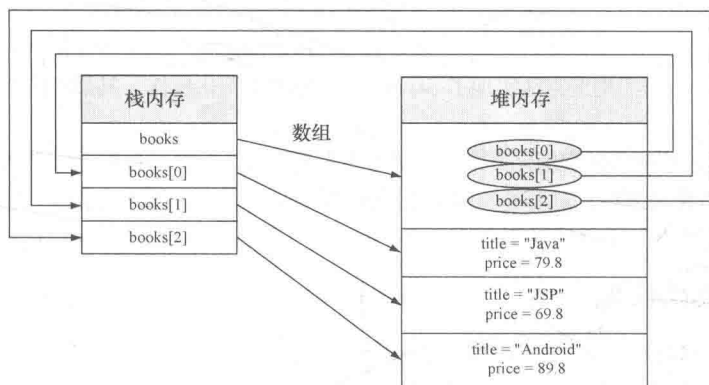 栈内存
books
books[0]
books[1]
books[2]
数组
堆内存
books[0]
books[1]
books[2]
title = "Java"
price = 79.8
title = "JSP"
price = 69.8
title = "Android"
price = 89.8